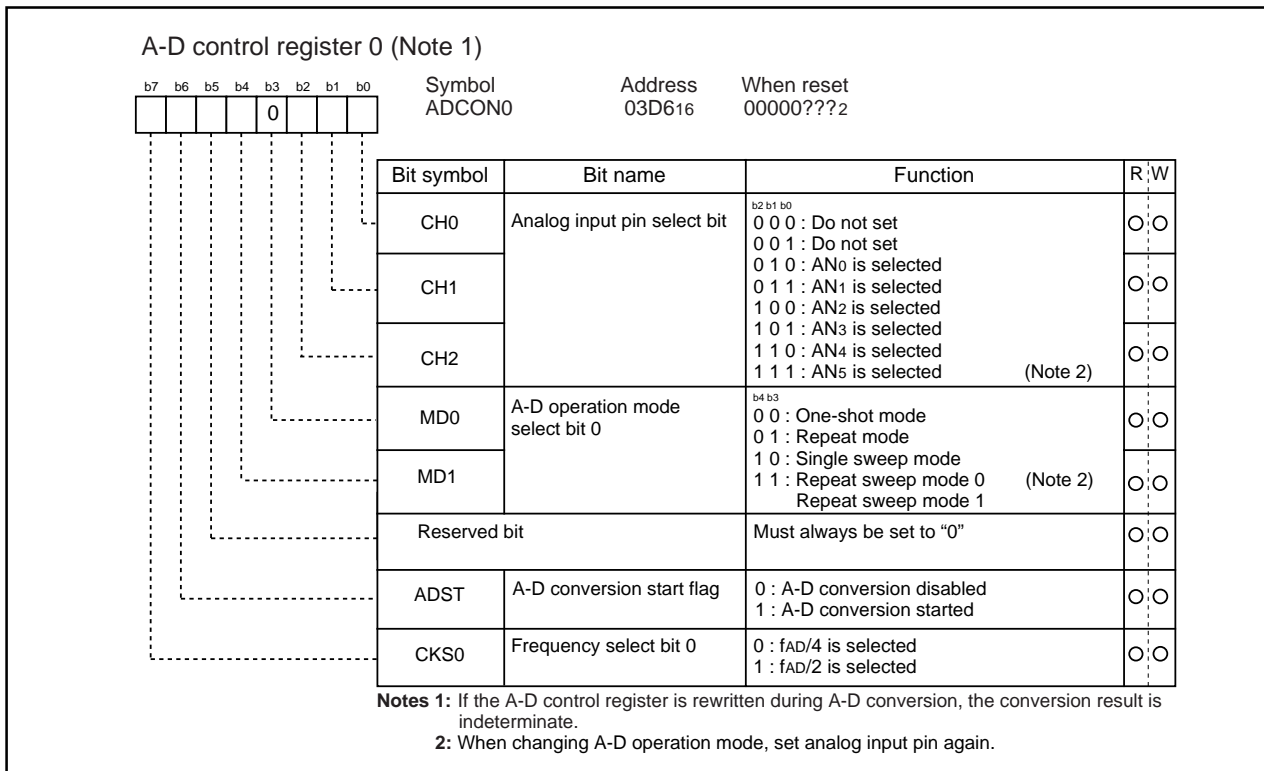 A-D control register 0 (Note 1)
b7 b6 b5 b4 b3 b2 b1 b0
0
Symbol Address When reset
ADCON0 03D616 00000???2
Bit symbol Bit name Function R W
CH0 Analog input pin select bit
b2 b1 b0
0 0 0 : Do not set
0 0 1 : Do not set
0 1 0 : AN0 is selected
CH1
0 1 1 : AN1 is selected
1 0 0 : AN2 is selected
1 0 1 : AN3 is selected
CH2
1 1 0 : AN4 is selected
1 1 1 : AN5 is selected (Note 2)
MD0 A-D operation mode
select bit 0
b4 b3
0 0 : One-shot mode
0 1 : Repeat mode
MD1
1 0 : Single sweep mode
1 1 : Repeat sweep mode 0 (Note 2)
Repeat sweep mode 1
Reserved bit Must always be set to “0”
ADST A-D conversion start flag 0 : A-D conversion disabled
1 : A-D conversion started
CKS0 Frequency select bit 0 0 : fAD/4 is selected
1 : fAD/2 is selected
Notes 1: If the A-D control register is rewritten during A-D conversion, the conversion result is
indeterminate.
2: When changing A-D operation mode, set analog input pin again.